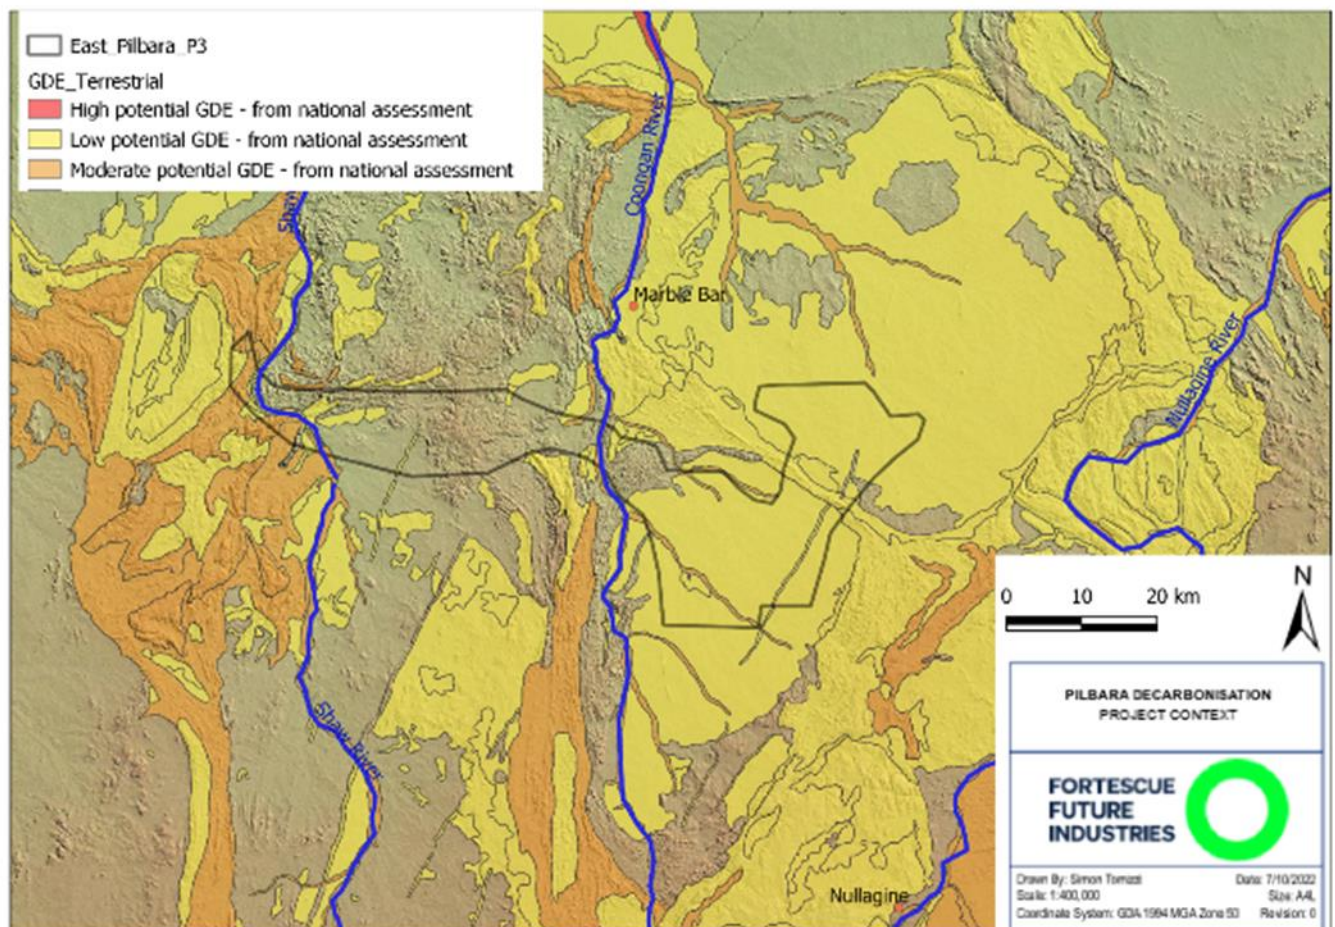 East_Pilbara_P3
GDE_Terrestrial
High potential GDE - from national assessment
Low potential GDE - from national assessment
Moderate potential GDE - from national assessment
Coongan River
Marble Bar
Nullagine River
Shaw River
Nullagine
0 10 20 km
N
PILBARA DECARBONISATION
PROJECT CONTEXT
FORTESCUE
FUTURE
INDUSTRIES
Drawn By: Simon
Date: 7/10/2022
Scale: 1:400,000
Size: A4L
Coordinate System: GDA 1994 MGA Zone 50
Revision: 0